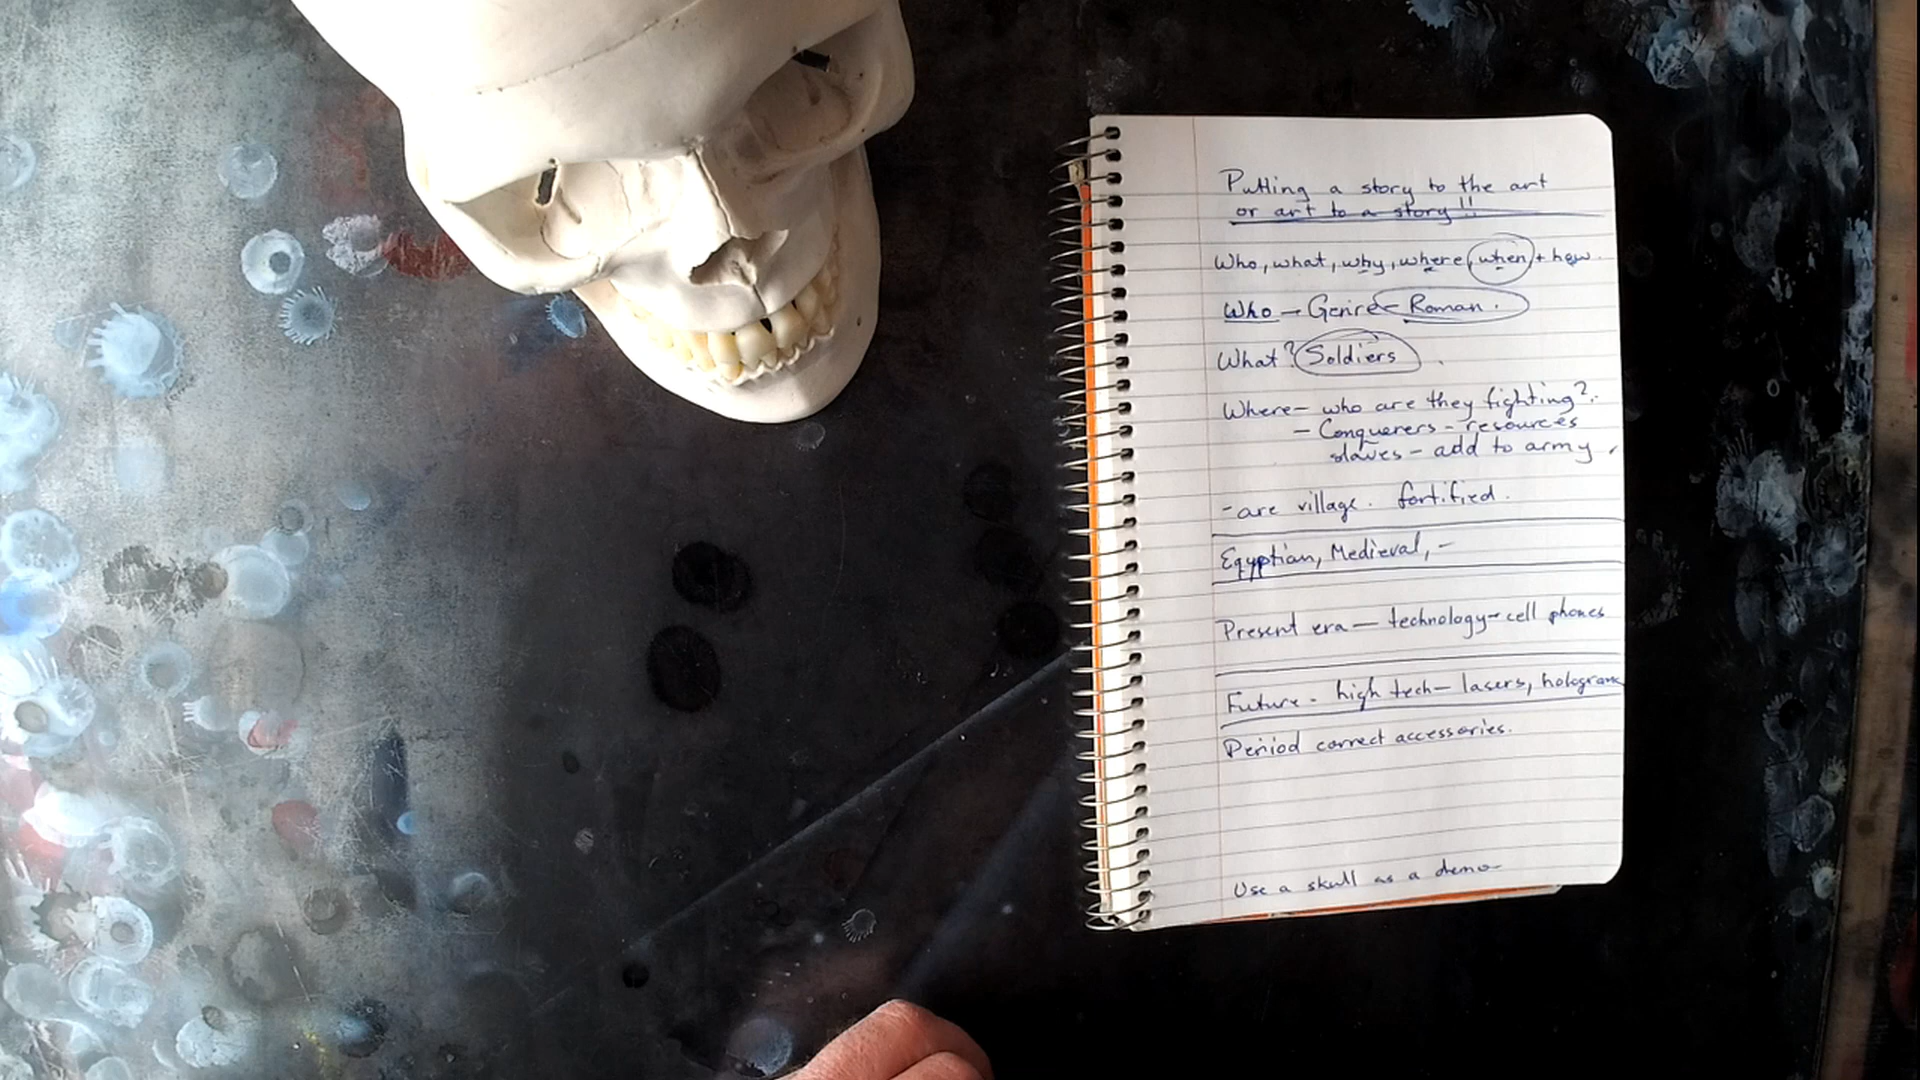 Putting a story to the art
or art to a story!!
Who, what, why, where, when + how.
Who – Genre – Roman.
What? Soldiers
Where – who are they fighting?
– Conquerers – resources
slaves – add to army
- are village. fortified.
Egyptian, Medieval, –
Present era – technology – cell phones
Future - high tech – lasers, holograms
Period correct accessories.
Use a skull as a demo